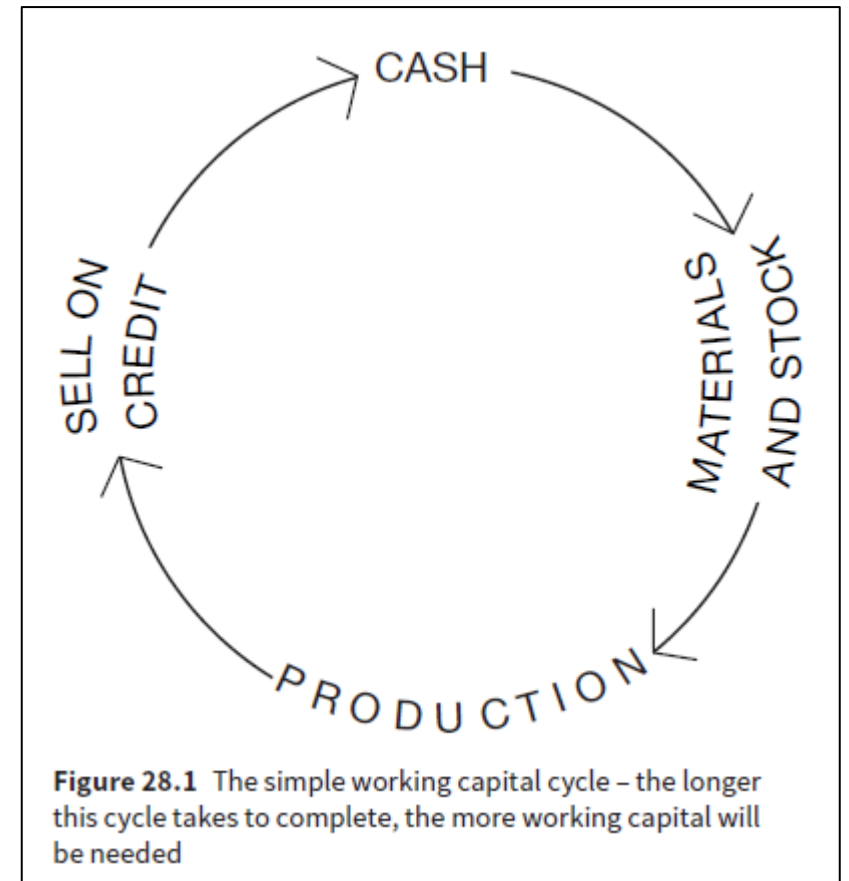 CASH
MATERIALS
AND STOCK
PRODUCTION
SELL ON
CREDIT
Figure 28.1 The simple working capital cycle – the longer
this cycle takes to complete, the more working capital will
be needed